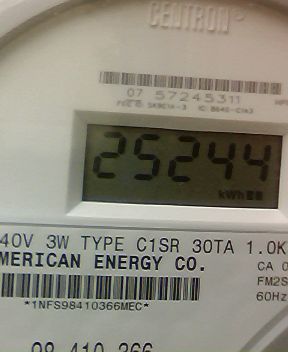 CENTRON
07 57245311
25244
kWh
40V 3W TYPE C1SR 30TA 1.0K
MERICAN ENERGY CO.
CA 0
FM2S
60Hz
*1NFS98410366MEC*
98 410 366